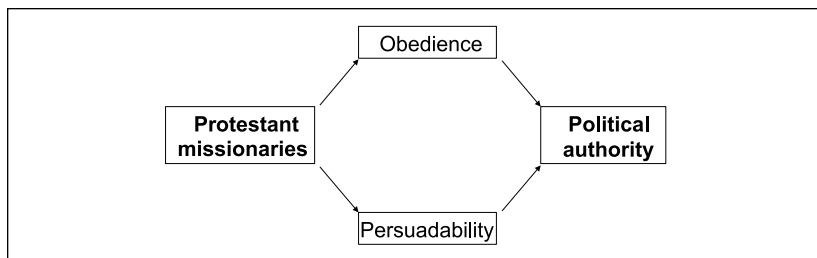 Obedience
Protestant
missionaries
Political
authority
Persuadability